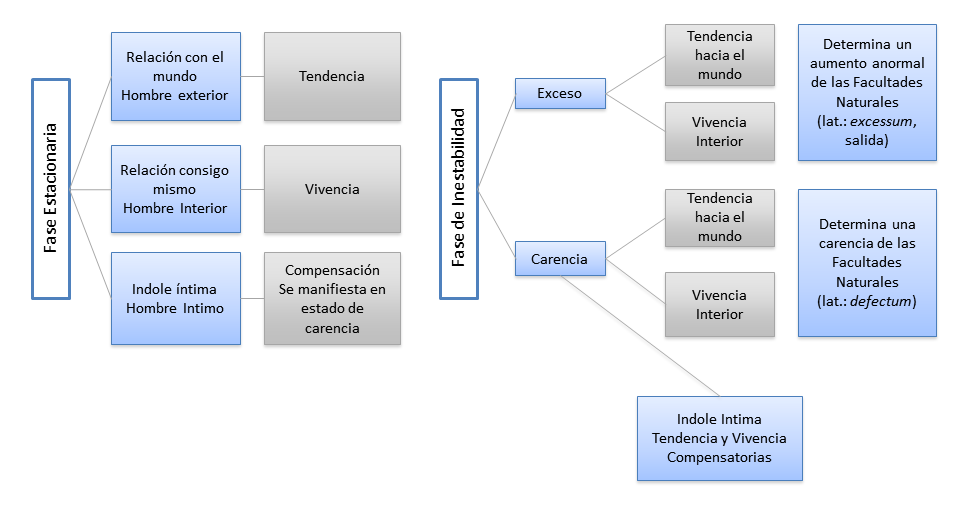 Fase Estacionaria
Relación con el
mundo
Hombre exterior
Tendencia
Relación consigo
mismo
Hombre Interior
Vivencia
Indole íntima
Hombre Intimo
Compensación
Se manifiesta en
estado de
carencia
Fase de Inestabilidad
Exceso
Tendencia
hacia el
mundo
Vivencia
Interior
Determina un
aumento anormal
de las Facultades
Naturales
(lat.: excessum,
salida)
Carencia
Tendencia
hacia el
mundo
Vivencia
Interior
Determina una
carencia de las
Facultades
Naturales
(lat.: defectum)
Indole Intima
Tendencia y Vivencia
Compensatorias